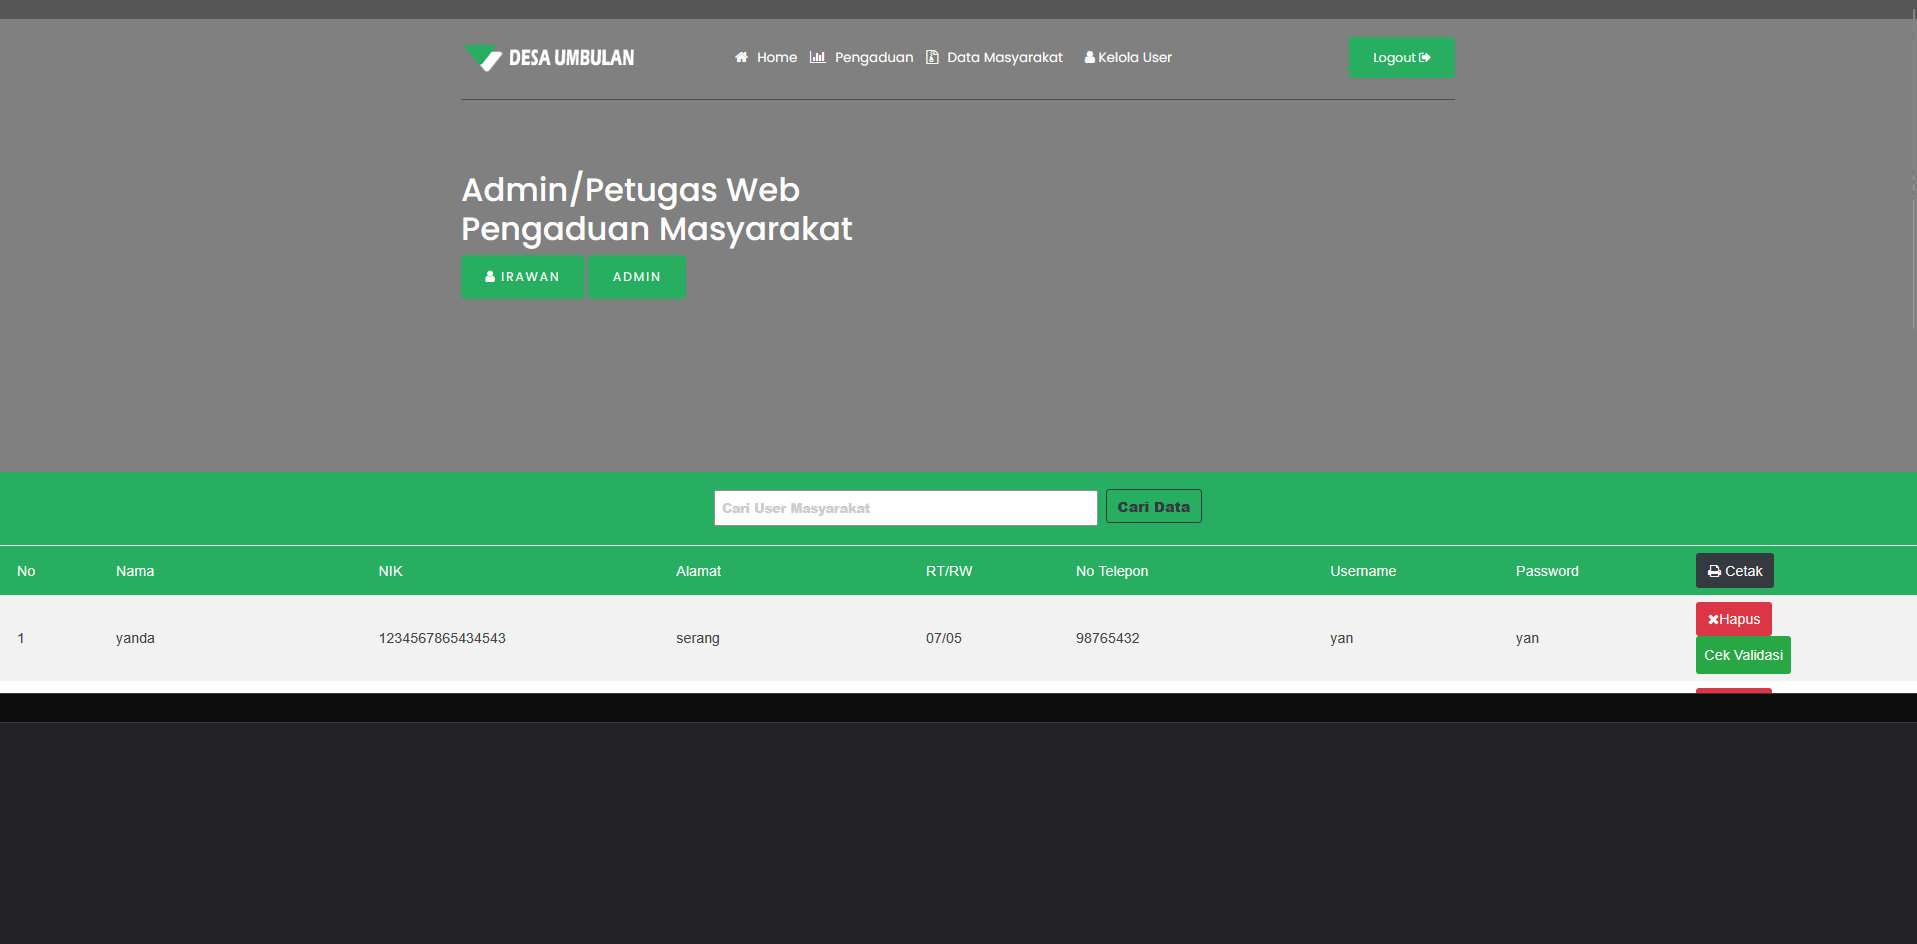 DESA UMBULAN
Home Pengaduan Data Masyarakat Kelola User
Logout
Admin/Petugas Web
Pengaduan Masyarakat
IRAWAN ADMIN
Cari User Masyarakat Cari Data
No Nama NIK Alamat RT/RW No Telepon Username Password Cetak
1 yanda 1234567865434543 serang 07/05 98765432 yan yan
Hapus
Cek Validasi